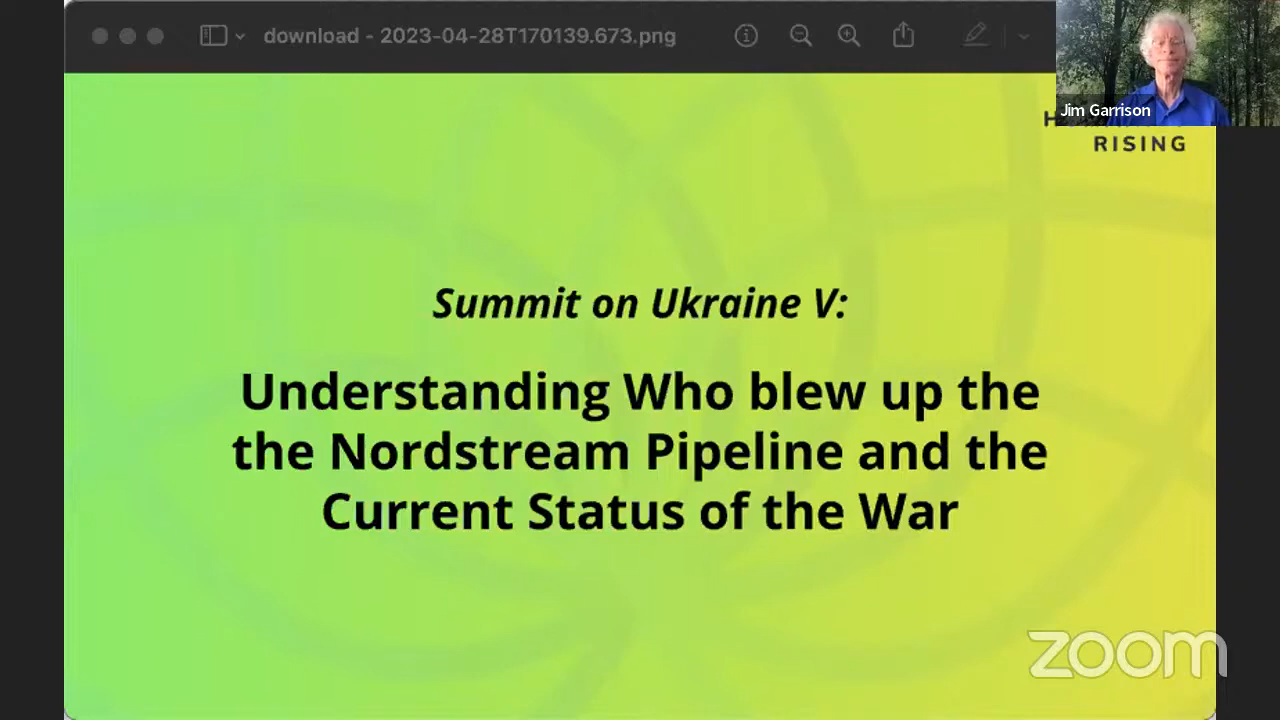 download - 2023-04-28T170139.673.png
Jim Garrison
RISING
Summit on Ukraine V:
Understanding Who blew up the
the Nordstream Pipeline and the
Current Status of the War
zoom